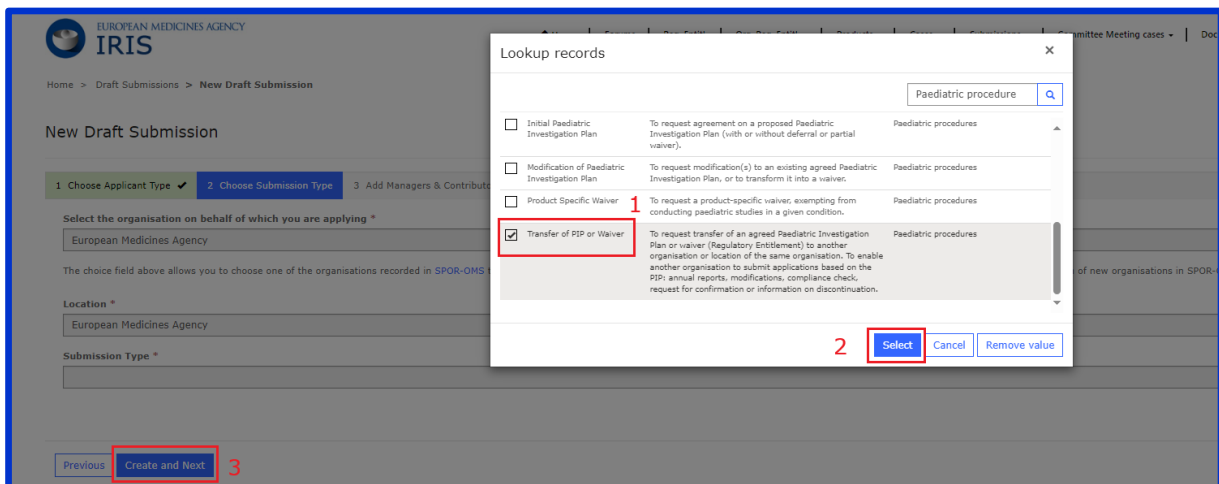 EUROPEAN MEDICINES AGENCY
IRIS
Committee Meeting cases
Home > Draft Submissions > New Draft Submission
New Draft Submission
1 Choose Applicant Type
2 Choose Submission Type
3 Add Managers & Contributo
Select the organisation on behalf of which you are applying *
European Medicines Agency
The choice field above allows you to choose one of the organisations recorded in SPOR-OMS
of new organisations in SPOR-
Location *
European Medicines Agency
Submission Type *
Previous
Create and Next
3
Lookup records
×
Paediatric procedure
Initial Paediatric
Investigation Plan
To request agreement on a proposed Paediatric
Investigation Plan (with or without deferral or partial
waiver).
Paediatric procedures
Modification of Paediatric
Investigation Plan
To request modification(s) to an existing agreed Paediatric
Investigation Plan, or to transform it into a waiver.
Paediatric procedures
Product Specific Waiver
1
To request a product-specific waiver, exempting from
conducting paediatric studies in a given condition.
Paediatric procedures
Transfer of PIP or Waiver
To request transfer of an agreed Paediatric Investigation
Plan or waiver (Regulatory Entitlement) to another
organisation or location of the same organisation. To enable
another organisation to submit applications based on the
PIP: annual reports, modifications, compliance check,
request for confirmation or information on discontinuation.
Paediatric procedures
2
Select
Cancel
Remove value